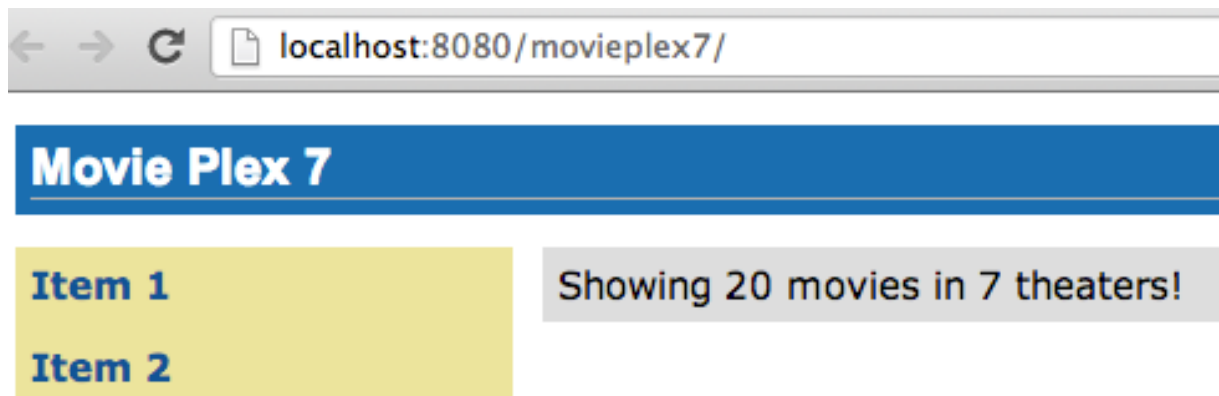 localhost:8080/movieplex7/
Movie Plex 7
Item 1
Showing 20 movies in 7 theaters!
Item 2